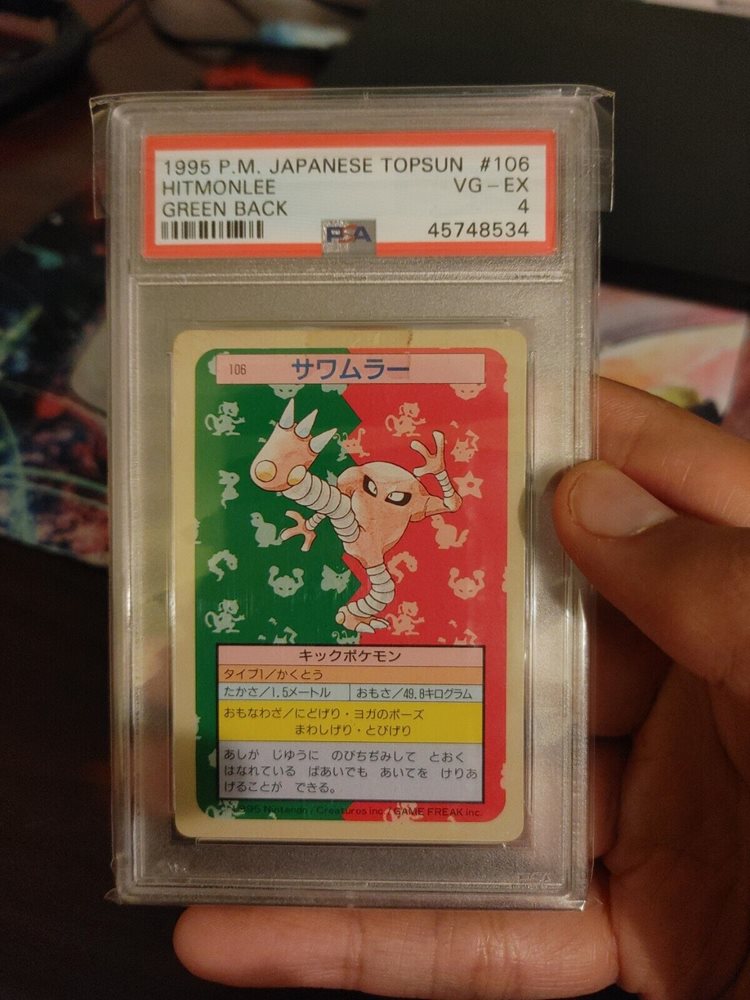 1995 P.M. JAPANESE TOPSUN #106
HITMONLEE VG-EX
GREEN BACK 4
PSA 45748534
106 サワムラー
キックポケモン
タイプ1/かくとう
たかさ/1.5メートル おもさ/49.8キログラム
おもなわざ/にどげり・ヨガのポーズ
まわしげり・とびげり
あしが じゆうに のびちぢみして とおく
はなれている ばあいでも あいてを けりあ
げることが できる。
1995 Nintendo/Creatures inc./GAME FREAK inc.
PSA